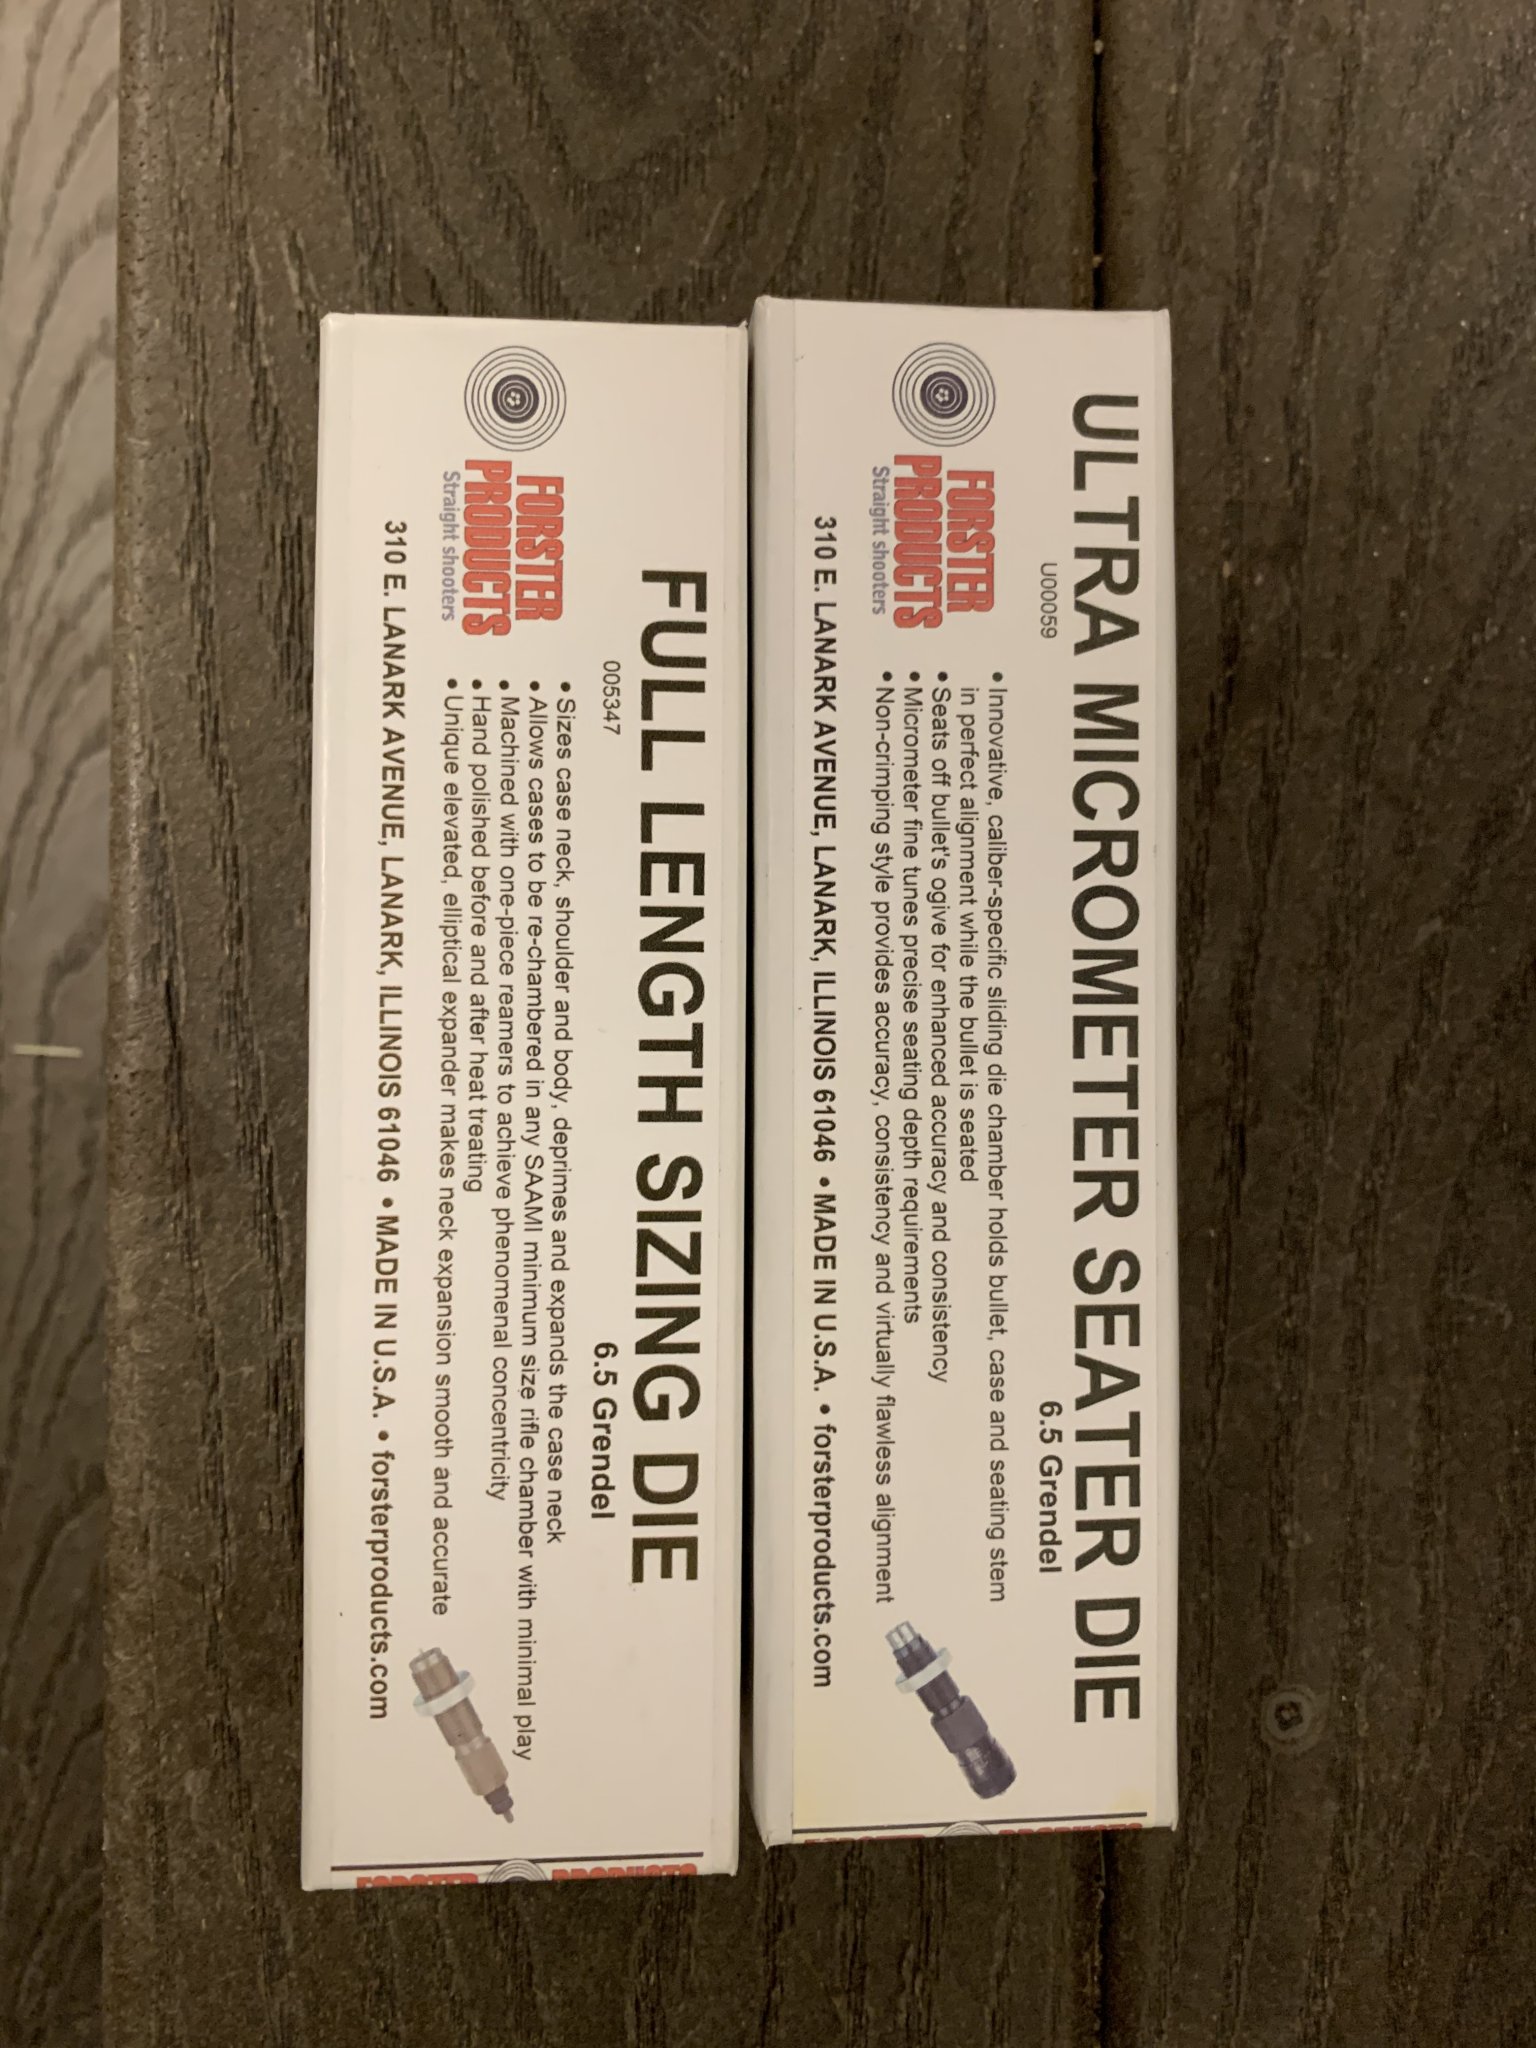 ULTRA MICROMETER SEATER DIE
U00059
6.5 Grendel
FORSTER
PRODUCTS
Straight shooters
• Innovative, caliber-specific sliding die chamber holds bullet, case and seating stem
in perfect alignment while the bullet is seated
• Seats off bullet's ogive for enhanced accuracy and consistency
• Micrometer fine tunes precise seating depth requirements
• Non-crimping style provides accuracy, consistency and virtually flawless alignment
310 E. LANARK AVENUE, LANARK, ILLINOIS 61046 • MADE IN U.S.A. • forsterproducts.com
FORSTER PRODUCTS
FULL LENGTH SIZING DIE
005347
6.5 Grendel
FORSTER
PRODUCTS
Straight shooters
• Sizes case neck, shoulder and body, deprimes and expands the case neck
• Allows cases to be re-chambered in any SAAMI minimum size rifle chamber with minimal play
• Machined with one-piece reamers to achieve phenomenal concentricity
• Hand polished before and after heat treating
• Unique elevated, elliptical expander makes neck expansion smooth and accurate
310 E. LANARK AVENUE, LANARK, ILLINOIS 61046 • MADE IN U.S.A. • forsterproducts.com
FORSTER PRODUCTS